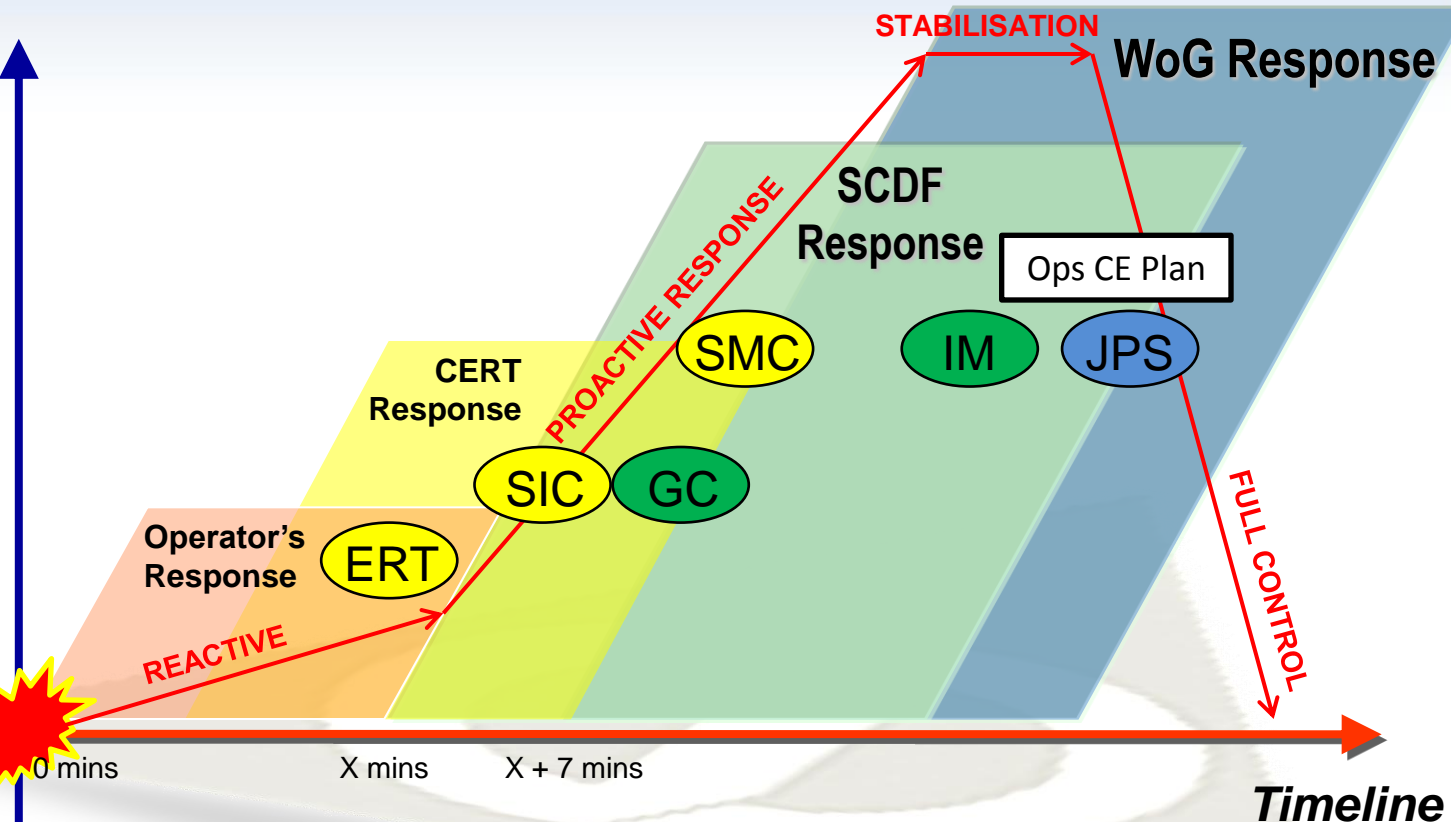 STABILISATION
WoG Response
SCDF
Response
PROACTIVE RESPONSE
Ops CE Plan
SMC
IM
JPS
CERT
Response
SIC
GC
Operator’s
Response
ERT
REACTIVE
FULL CONTROL
0 mins
X mins
X + 7 mins
Timeline